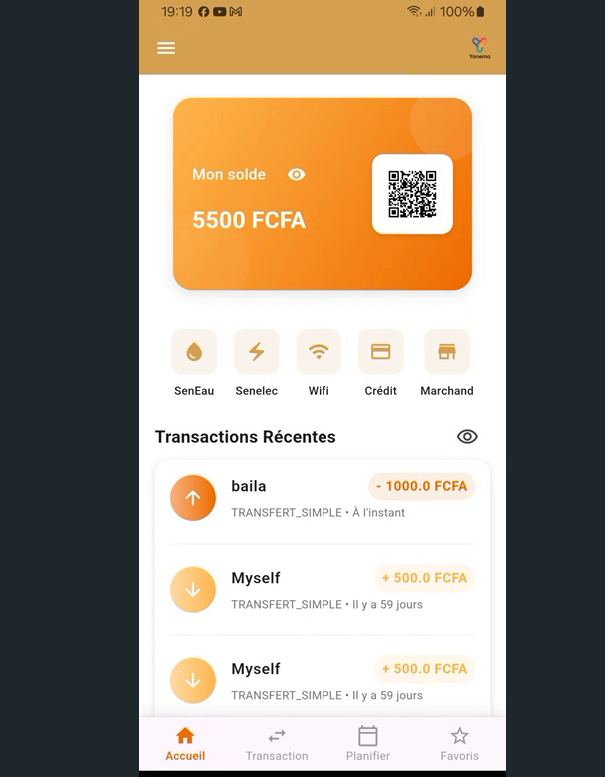 19:19 100%
Yonema
Mon solde
5500 FCFA
SenEau Senelec Wifi Crédit Marchand
Transactions Récentes
baila - 1000.0 FCFA
TRANSFERT_SIMPLE • À l'instant
Myself + 500.0 FCFA
TRANSFERT_SIMPLE • Il y a 59 jours
Myself + 500.0 FCFA
TRANSFERT_SIMPLE • Il y a 59 jours
Accueil Transaction Planifier Favoris